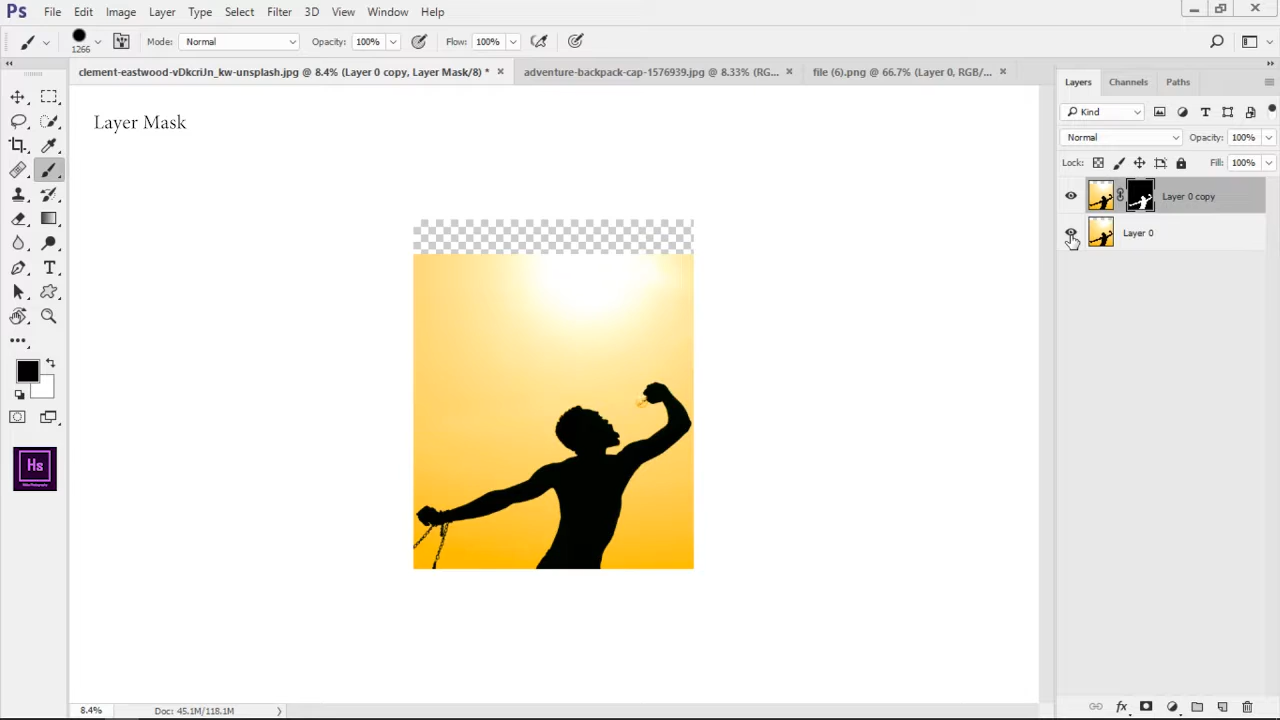 Ps File Edit Image Layer Type Select Filter 3D View Window Help
1266 Mode: Normal Opacity: 100% Flow: 100%
clement-eastwood-vDkcriJn_kw-unsplash.jpg @ 8.4% (Layer 0 copy, Layer Mask/8) * adventure-backpack-cap-1576939.jpg @ 8.33% (RG... file (6).png @ 66.7% (Layer 0, RGB/...
Layers Channels Paths
Kind
Normal Opacity: 100%
Lock: Fill: 100%
Layer 0 copy
Layer 0
Layer Mask
Hs
8.4% Doc: 45.1M/118.1M